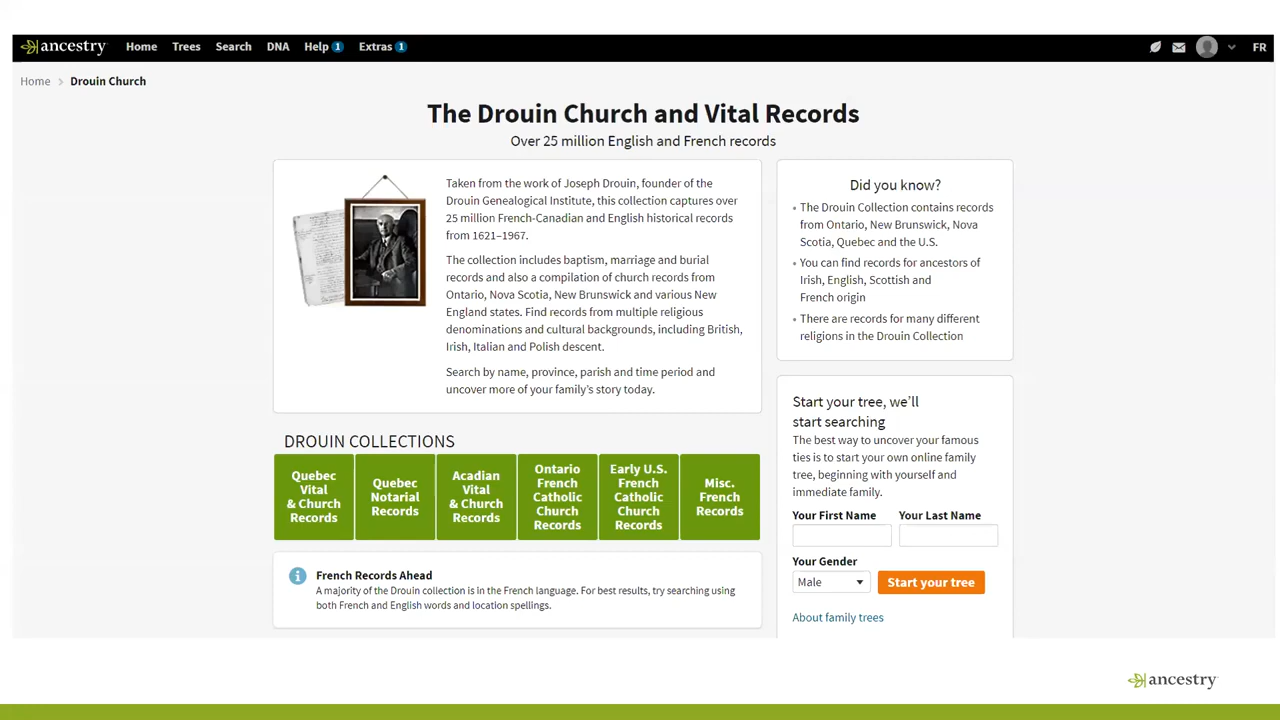 ancestry Home Trees Search DNA Help 1 Extras 1 FR
Home > Drouin Church
The Drouin Church and Vital Records
Over 25 million English and French records
Taken from the work of Joseph Drouin, founder of the
Drouin Genealogical Institute, this collection captures over
25 million French-Canadian and English historical records
from 1621–1967.
The collection includes baptism, marriage and burial
records and also a compilation of church records from
Ontario, Nova Scotia, New Brunswick and various New
England states. Find records from multiple religious
denominations and cultural backgrounds, including British,
Irish, Italian and Polish descent.
Search by name, province, parish and time period and
uncover more of your family's story today.
Did you know?
• The Drouin Collection contains records
from Ontario, New Brunswick, Nova
Scotia, Quebec and the U.S.
• You can find records for ancestors of
Irish, English, Scottish and
French origin
• There are records for many different
religions in the Drouin Collection
DROUIN COLLECTIONS
Quebec
Vital
& Church
Records
Quebec
Notarial
Records
Acadian
Vital
& Church
Records
Ontario
French
Catholic
Church
Records
Early U.S.
French
Catholic
Church
Records
Misc.
French
Records
French Records Ahead
A majority of the Drouin collection is in the French language. For best results, try searching using
both French and English words and location spellings.
Start your tree, we'll
start searching
The best way to uncover your famous
ties is to start your own online family
tree, beginning with yourself and
immediate family.
Your First Name Your Last Name
Your Gender
Male Start your tree
About family trees
ancestry